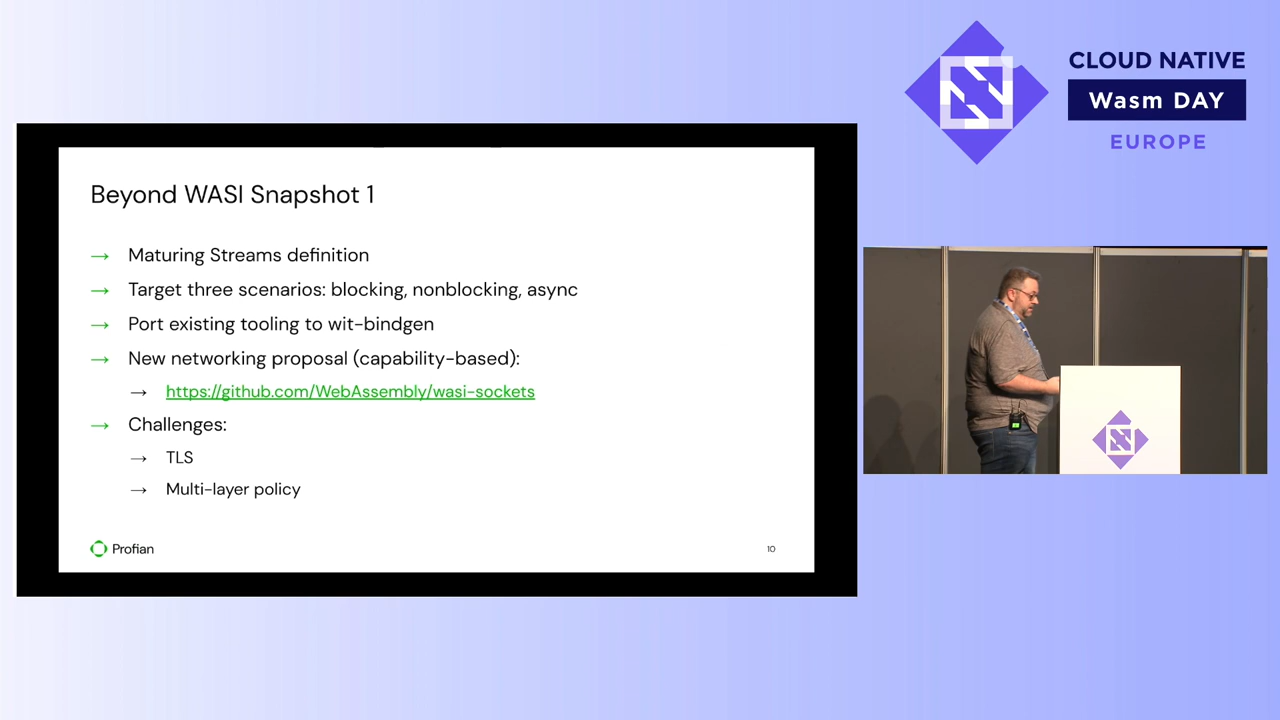 CLOUD NATIVE
Wasm DAY
EUROPE
Beyond WASI Snapshot 1
→ Maturing Streams definition
→ Target three scenarios: blocking, nonblocking, async
→ Port existing tooling to wit-bindgen
→ New networking proposal (capability-based):
→ https://github.com/WebAssembly/wasi-sockets
→ Challenges:
→ TLS
→ Multi-layer policy
Profian
10